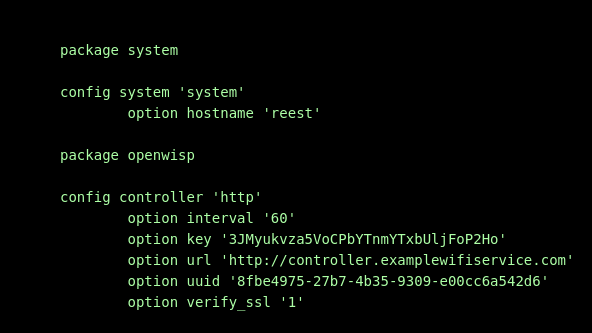 package system
config system 'system'
option hostname 'reest'
package openwisp
config controller 'http'
option interval '60'
option key '3JMyukvza5VoCPbYTnmYTxbUljFoP2Ho'
option url 'http://controller.examplewifiservice.com'
option uuid '8fbe4975-27b7-4b35-9309-e00cc6a542d6'
option verify_ssl '1'